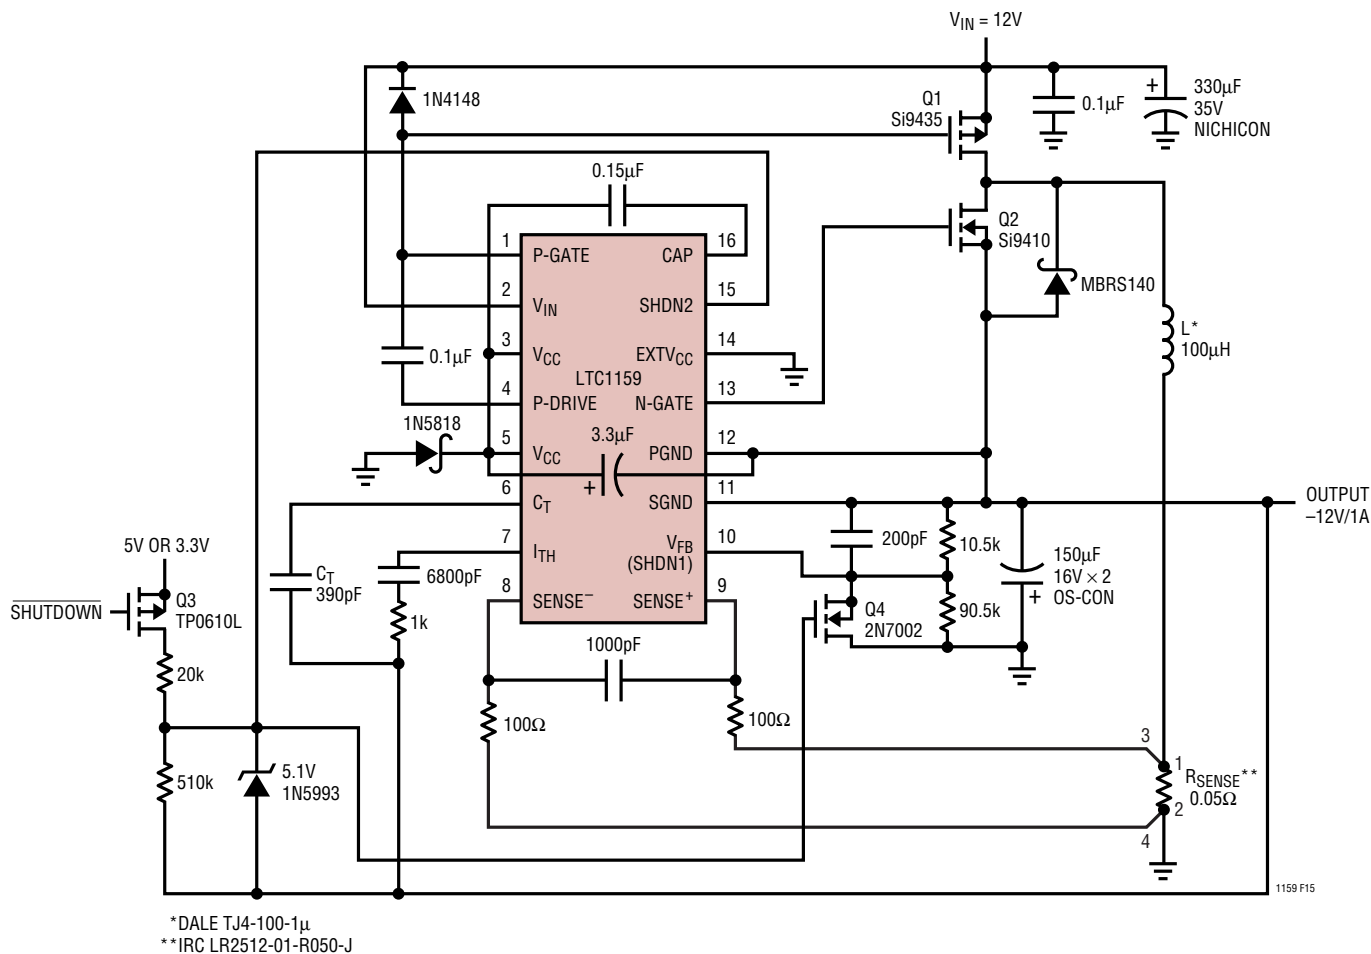 VIN = 12V
1N4148
Q1
Si9435
0.1µF
+
330µF
35V
NICHICON
0.15µF
Q2
Si9410
MBRS140
L*
100µH
1
P-GATE
CAP
16
2
VIN
SHDN2
15
3
VCC
EXTVCC
14
0.1µF
LTC1159
4
P-DRIVE
N-GATE
13
1N5818
3.3µF
5
VCC
PGND
12
+
6
CT
SGND
11
7
ITH
VFB
(SHDN1)
10
8
SENSE–
SENSE+
9
OUTPUT
–12V/1A
200pF
10.5k
150µF
16V × 2
OS-CON
+
90.5k
Q4
2N7002
5V OR 3.3V
SHUTDOWN
Q3
TP0610L
CT
390pF
6800pF
1k
20k
1000pF
100Ω
100Ω
510k
5.1V
1N5993
3
1
RSENSE**
0.05Ω
2
4
1159 F15
*DALE TJ4-100-1µ
**IRC LR2512-01-R050-J